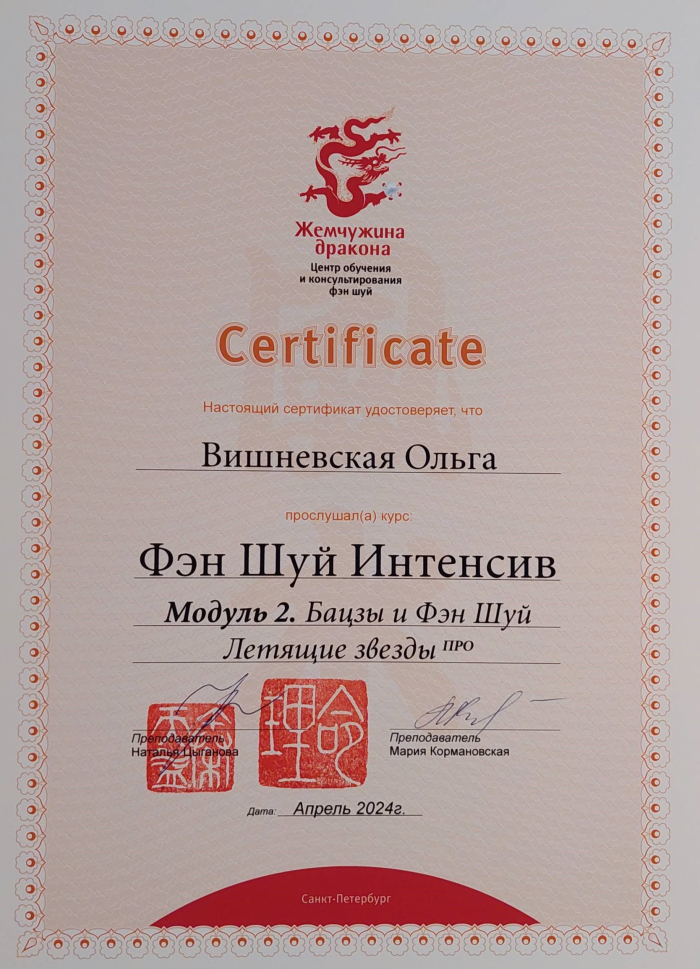 Жемчужина
дракона
Центр обучения
и консультирования
фэн шуй
Certificate
Настоящий сертификат удостоверяет, что
Вишневская Ольга
прослушал(а) курс:
Фэн Шуй Интенсив
Модуль 2. Бацзы и Фэн Шуй
Летящие звезды ПРО
Преподаватель
Наталья Цыганова
Преподаватель
Мария Кормановская
Дата: Апрель 2024г.
Санкт-Петербург